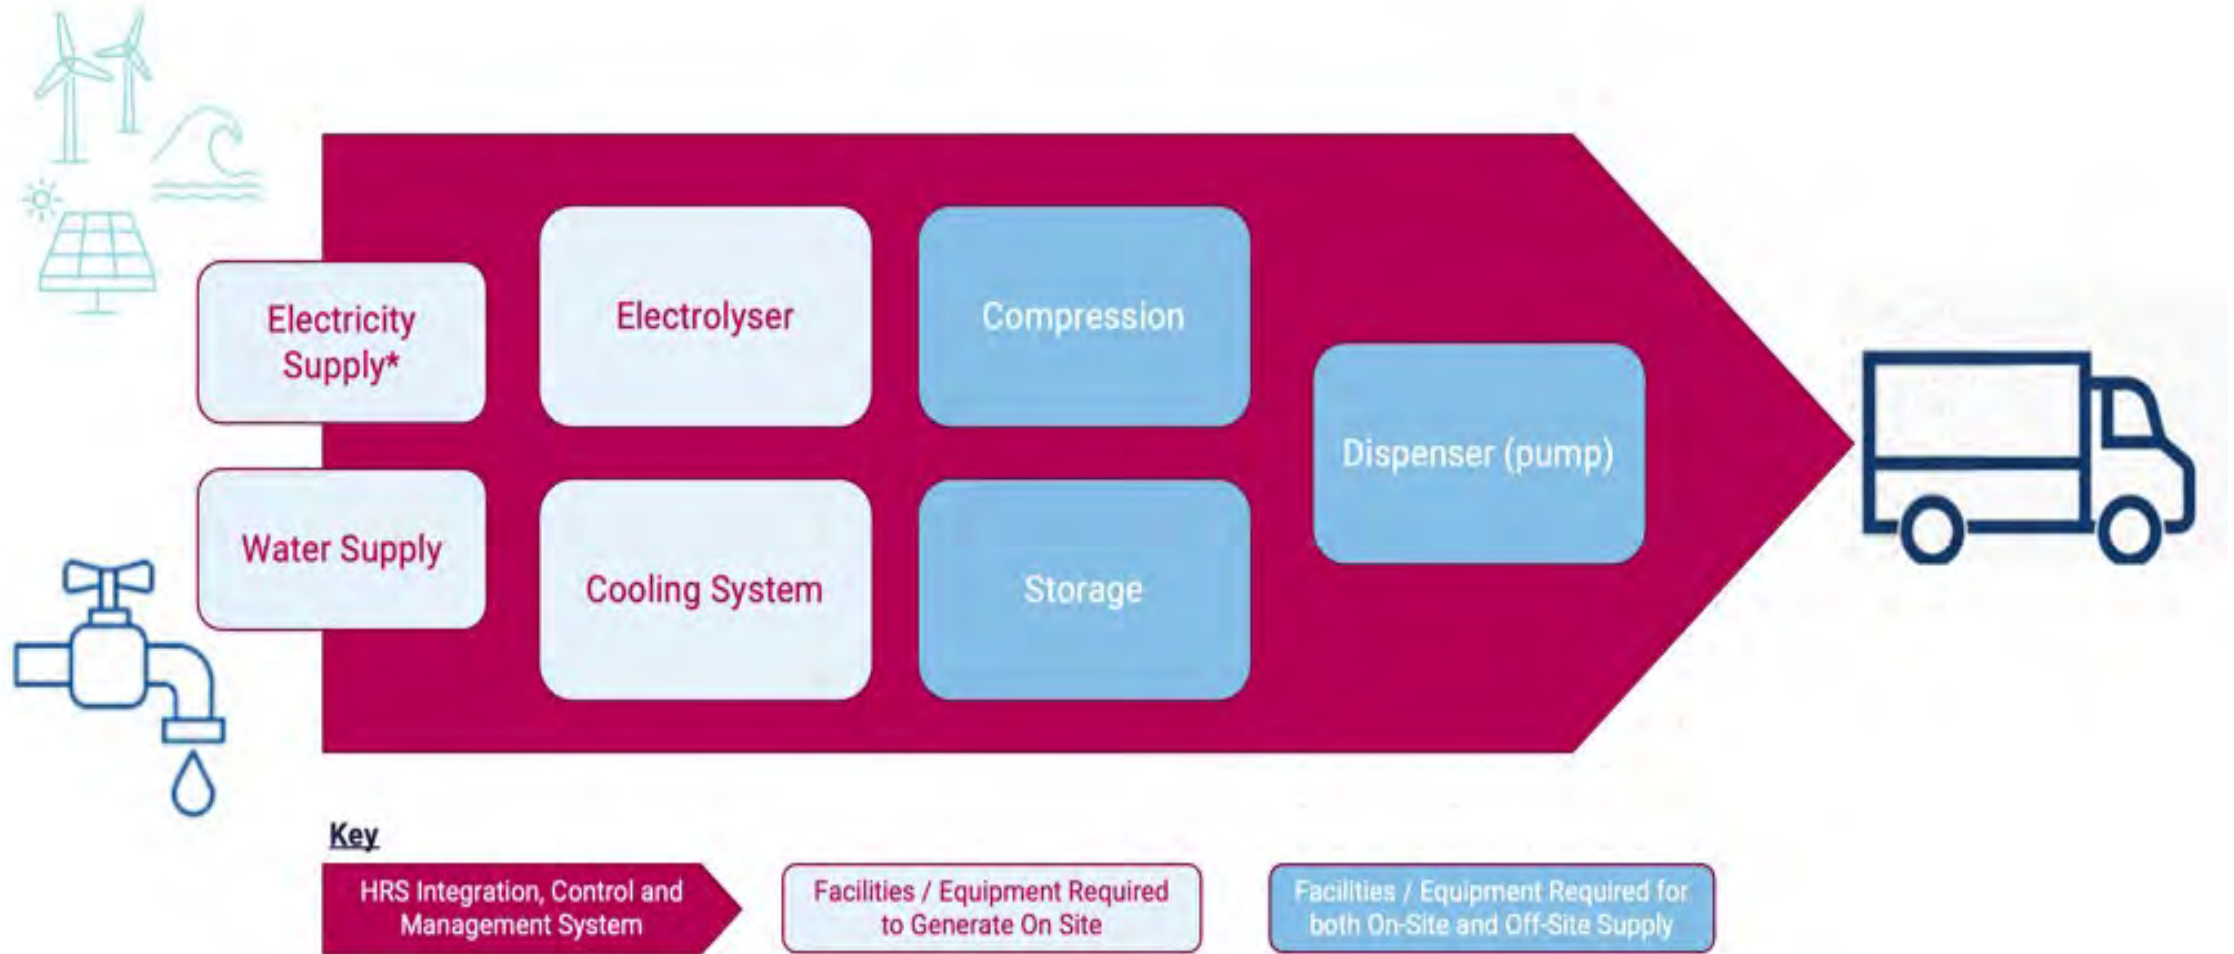 Electricity
Supply*
Electrolyser
Compression
Dispenser (pump)
Water Supply
Cooling System
Storage
Key
HRS Integration, Control and
Management System
Facilities / Equipment Required
to Generate On Site
Facilities / Equipment Required for
both On-Site and Off-Site Supply